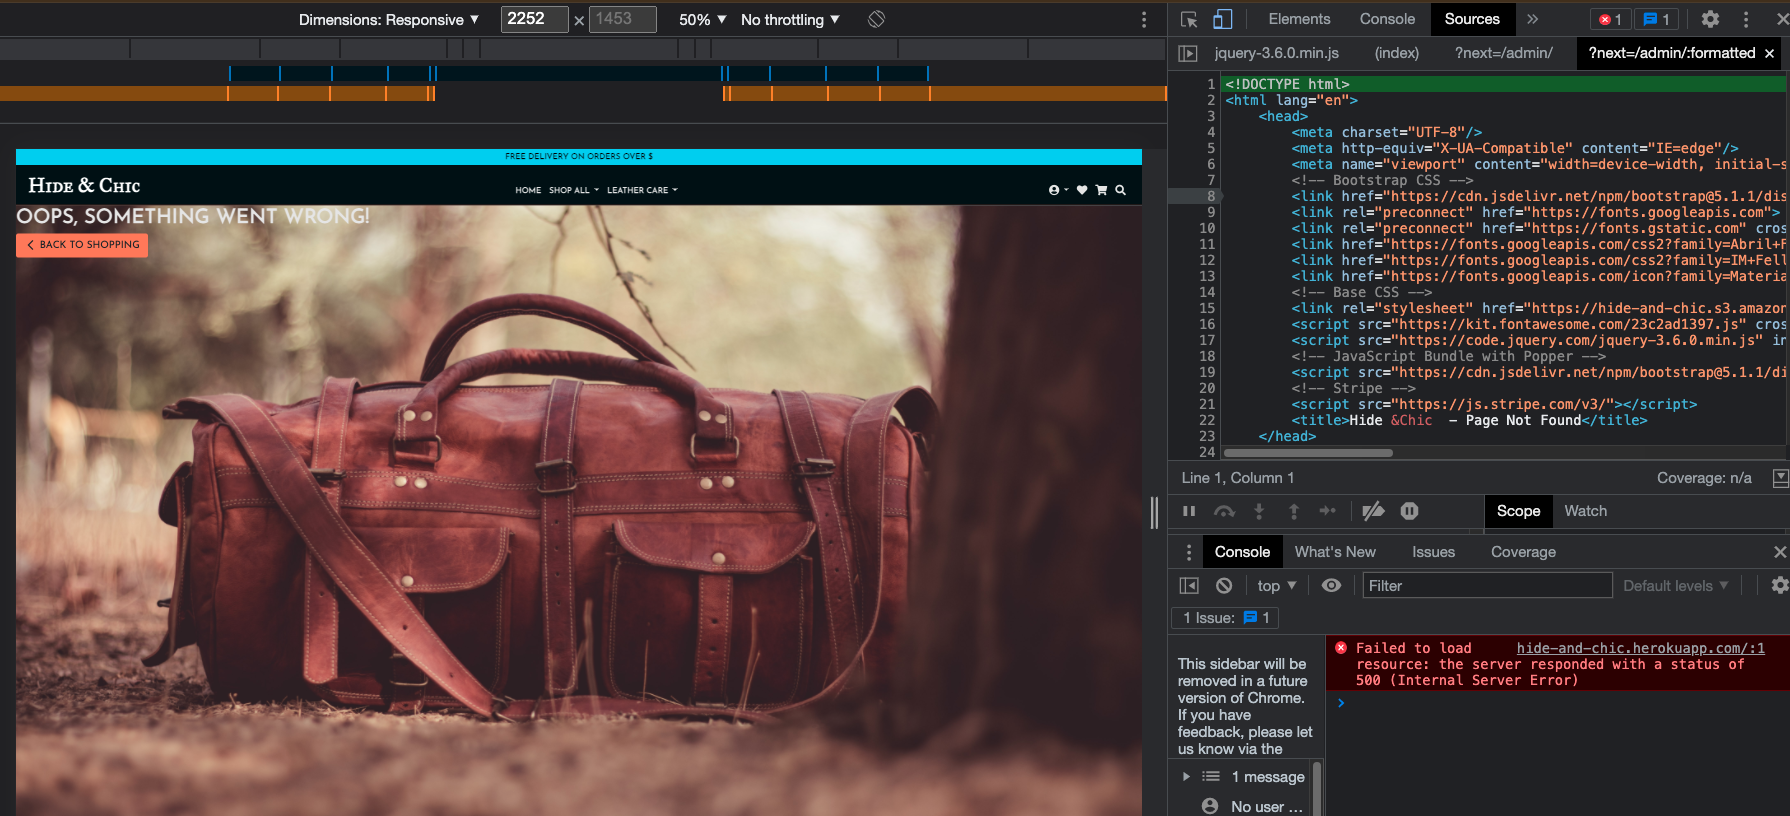 Dimensions: Responsive ▼ 2252 × 1453 50% ▼ No throttling ▼
FREE DELIVERY ON ORDERS OVER $
HIDE & CHIC
HOME SHOP ALL LEATHER CARE
OOPS, SOMETHING WENT WRONG!
BACK TO SHOPPING
Elements Console Sources » 1 1
jquery-3.6.0.min.js (index) ?next=/admin/ ?next=/admin/:formatted ×
1 <!DOCTYPE html>
2 <html lang="en">
3 <head>
4 <meta charset="UTF-8"/>
5 <meta http-equiv="X-UA-Compatible" content="IE=edge"/>
6 <meta name="viewport" content="width=device-width, initial-s
7 <!-- Bootstrap CSS -->
8 <link href="https://cdn.jsdelivr.net/npm/bootstrap@5.1.1/dis
9 <link rel="preconnect" href="https://fonts.googleapis.com">
10 <link rel="preconnect" href="https://fonts.gstatic.com" cros
11 <link href="https://fonts.googleapis.com/css2?family=Abril+F
12 <link href="https://fonts.googleapis.com/css2?family=IM+Fell
13 <link href="https://fonts.googleapis.com/icon?family=Materia
14 <!-- Base CSS -->
15 <link rel="stylesheet" href="https://hide-and-chic.s3.amazon
16 <script src="https://kit.fontawesome.com/23c2ad1397.js" cros
17 <script src="https://code.jquery.com/jquery-3.6.0.min.js" in
18 <!-- JavaScript Bundle with Popper -->
19 <script src="https://cdn.jsdelivr.net/npm/bootstrap@5.1.1/di
20 <!-- Stripe -->
21 <script src="https://js.stripe.com/v3/"></script>
22 <title>Hide &Chic  - Page Not Found</title>
23 </head>
24
Line 1, Column 1 Coverage: n/a
Scope Watch
Console What's New Issues Coverage
top ▼ Filter Default levels ▼
1 Issue: 1
This sidebar will be
removed in a future
version of Chrome.
If you have
feedback, please let
us know via the
1 message
No user ...
Failed to load hide-and-chic.herokuapp.com/:1
resource: the server responded with a status of
500 (Internal Server Error)